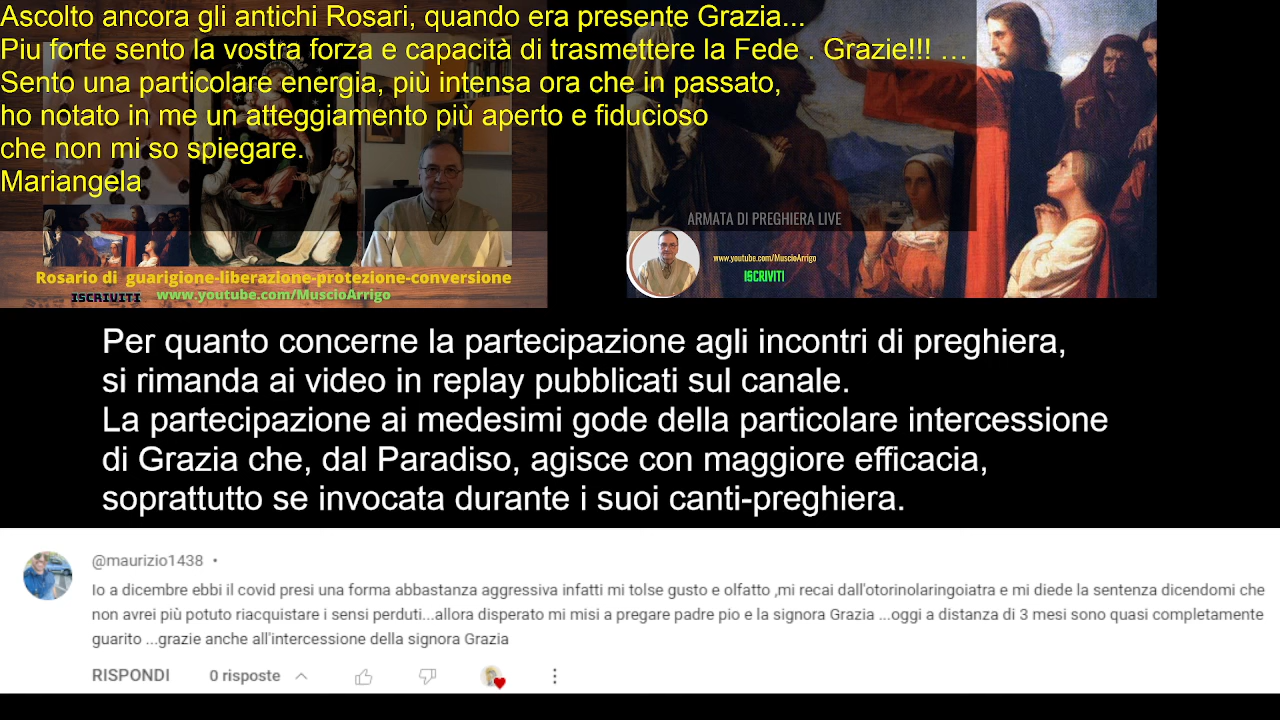 Ascolto ancora gli antichi Rosari, quando era presente Grazia...
Piu forte sento la vostra forza e capacità di trasmettere la Fede . Grazie!!! ...
Sento una particolare energia, più intensa ora che in passato,
ho notato in me un atteggiamento più aperto e fiducioso
che non mi so spiegare.
Mariangela
Rosario di guarigione-liberazione-protezione-conversione
ISCRIVITI www.youtube.com/MuscioArrigo
ARMATA DI PREGHIERA LIVE
www.youtube.com/MuscioArrigo
ISCRIVITI
Per quanto concerne la partecipazione agli incontri di preghiera,
si rimanda ai video in replay pubblicati sul canale.
La partecipazione ai medesimi gode della particolare intercessione
di Grazia che, dal Paradiso, agisce con maggiore efficacia,
soprattutto se invocata durante i suoi canti-preghiera.
@maurizio1438 •
Io a dicembre ebbi il covid presi una forma abbastanza aggressiva infatti mi tolse gusto e olfatto ,mi recai dall'otorinolaringoiatra e mi diede la sentenza dicendomi che
non avrei più potuto riacquistare i sensi perduti...allora disperato mi misi a pregare padre pio e la signora Grazia ...oggi a distanza di 3 mesi sono quasi completamente
guarito ...grazie anche all'intercessione della signora Grazia
RISPONDI 0 risposte